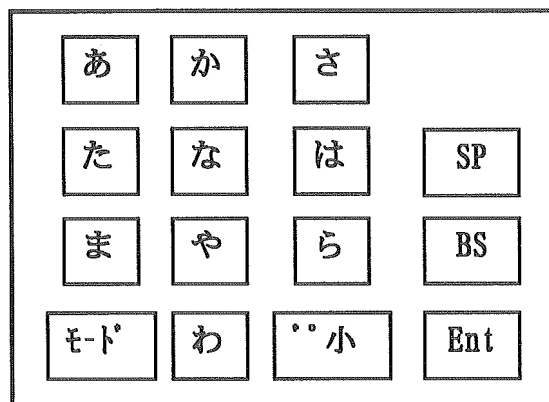 あ か さ
た な は SP
ま や ら BS
ﾓｰﾄﾞ わ ゛゜小 Ent